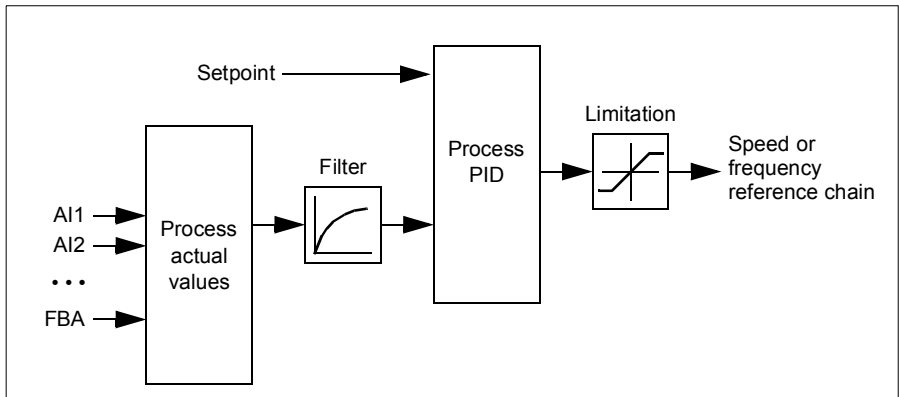 Setpoint
Process
PID
Limitation
Speed or
frequency
reference chain
Filter
AI1
AI2
• • •
FBA
Process
actual
values